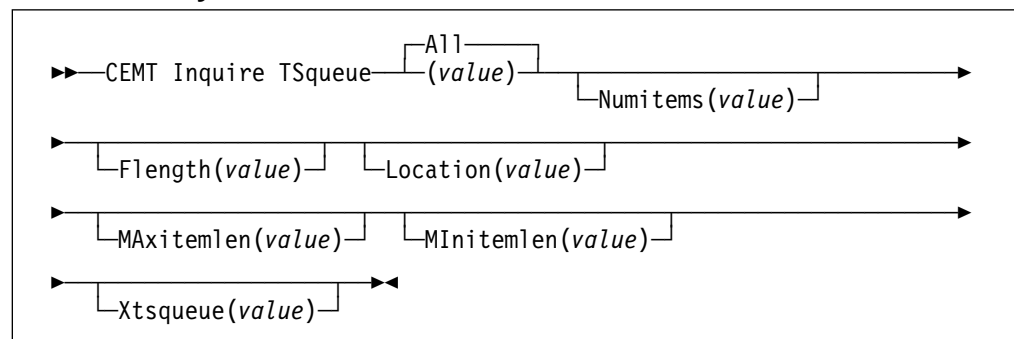 All
CEMT Inquire TSqueue (value)
Numitems(value)
Flength(value) Location(value)
MAxitemlen(value) MInitemlen(value)
Xtsqueue(value)